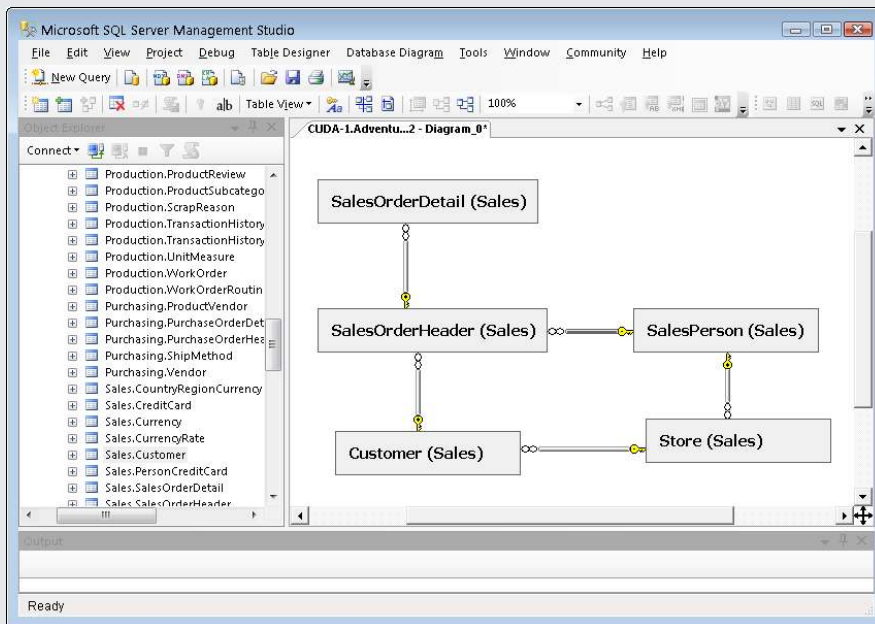 Microsoft SQL Server Management Studio
File Edit View Project Debug Table Designer Database Diagram Tools Window Community Help
New Query
a|b Table View 100%
Object Explorer
Connect
Production.ProductReview
Production.ProductSubcatego
Production.ScrapReason
Production.TransactionHistory
Production.TransactionHistory
Production.UnitMeasure
Production.WorkOrder
Production.WorkOrderRoutin
Purchasing.ProductVendor
Purchasing.PurchaseOrderDet
Purchasing.PurchaseOrderHea
Purchasing.ShipMethod
Purchasing.Vendor
Sales.CountryRegionCurrency
Sales.CreditCard
Sales.Currency
Sales.CurrencyRate
Sales.Customer
Sales.PersonCreditCard
Sales.SalesOrderDetail
Sales.SalesOrderHeader
CUDA-1.Adventu...2 - Diagram_0*
SalesOrderDetail (Sales)
SalesOrderHeader (Sales)
SalesPerson (Sales)
Customer (Sales)
Store (Sales)
Output
Ready